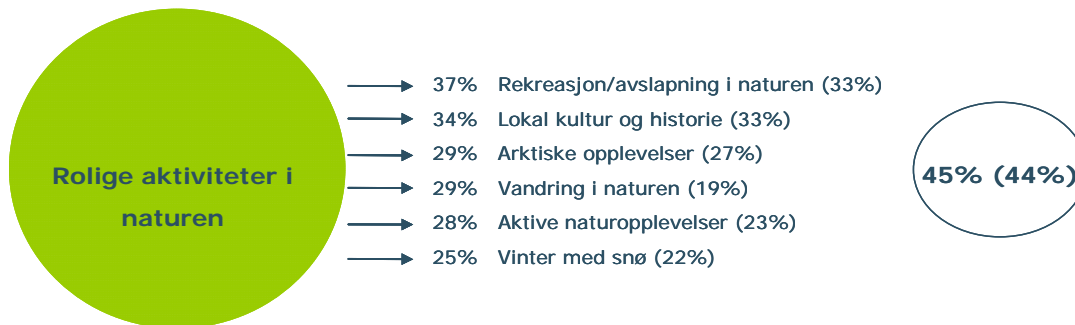 Rolige aktiviteter i
naturen
37% Rekreasjon/avslapning i naturen (33%)
34% Lokal kultur og historie (33%)
29% Arktiske opplevelser (27%)
29% Vandring i naturen (19%)
28% Aktive naturopplevelser (23%)
25% Vinter med snø (22%)
45% (44%)